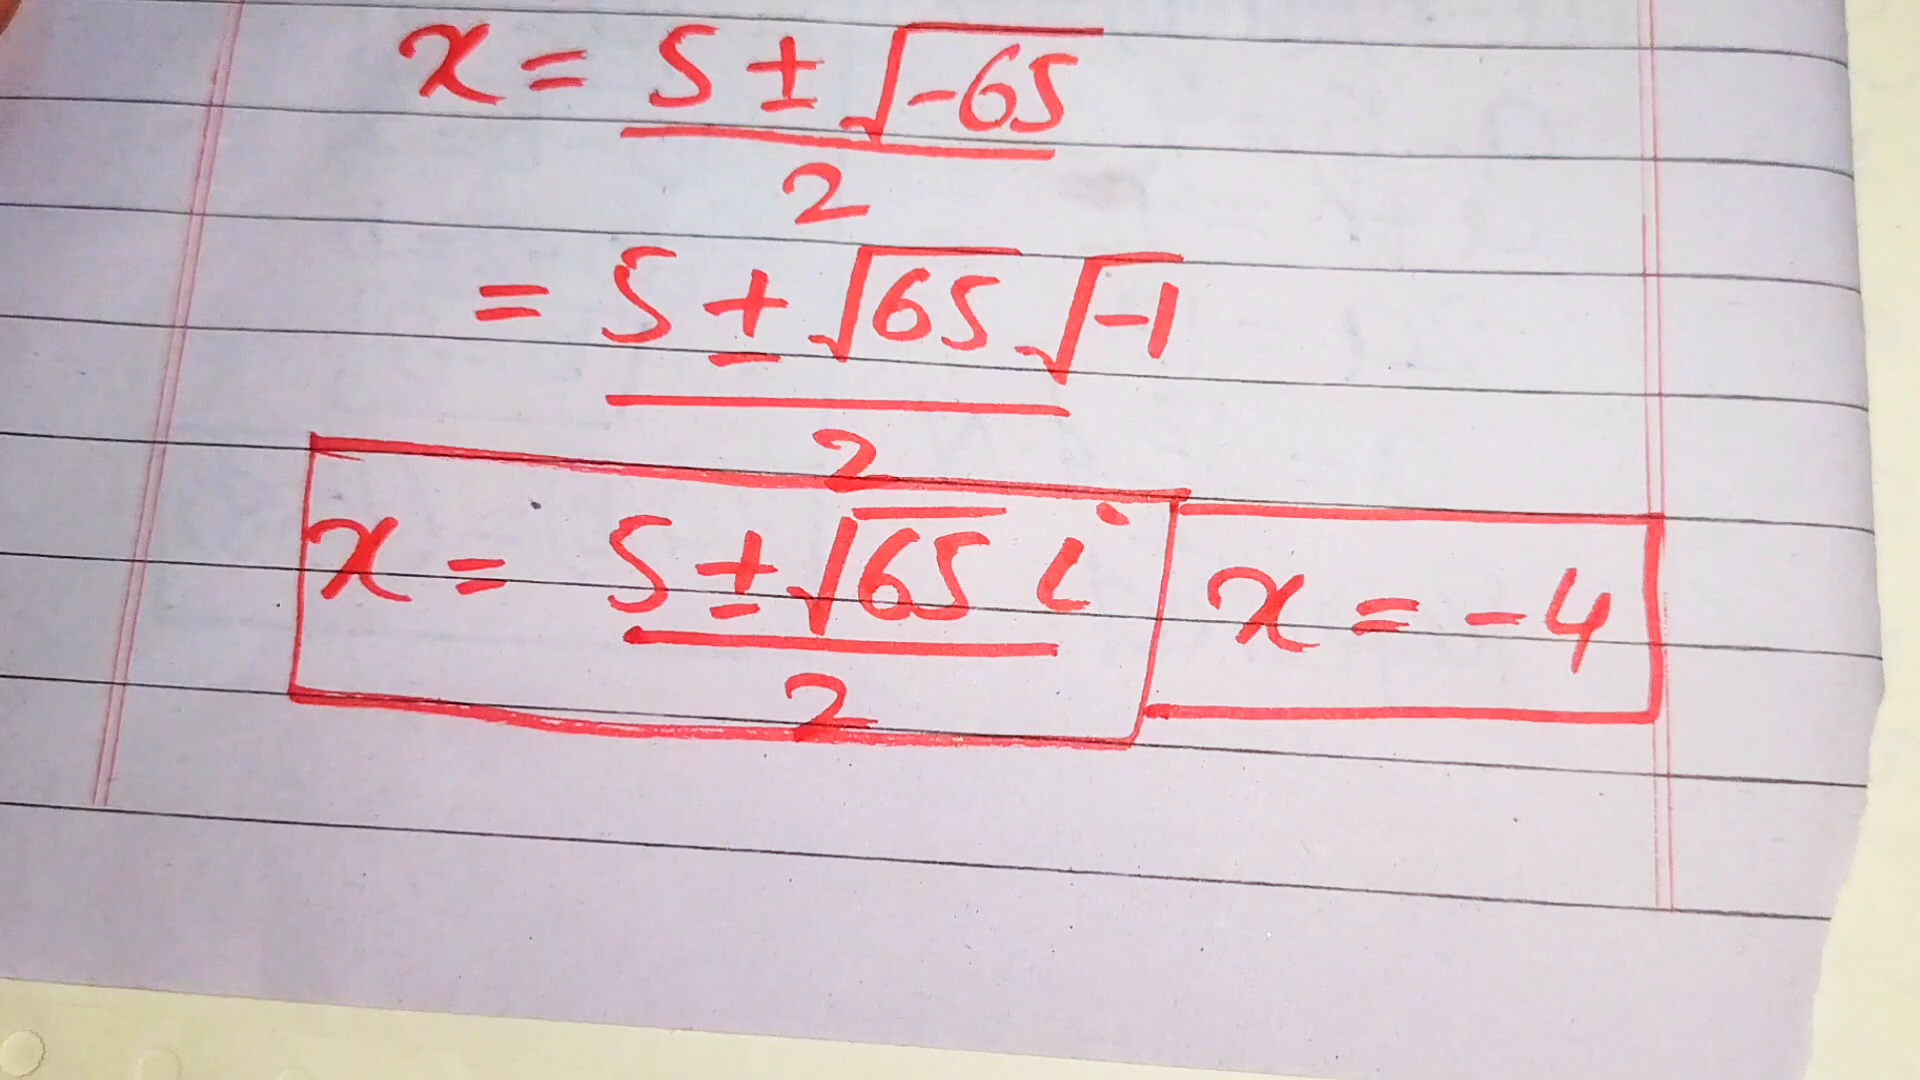 x = 5 ± √-65 / 2
= 5 ± √65 √-1 / 2
x = 5 ± √65 i / 2 x = -4